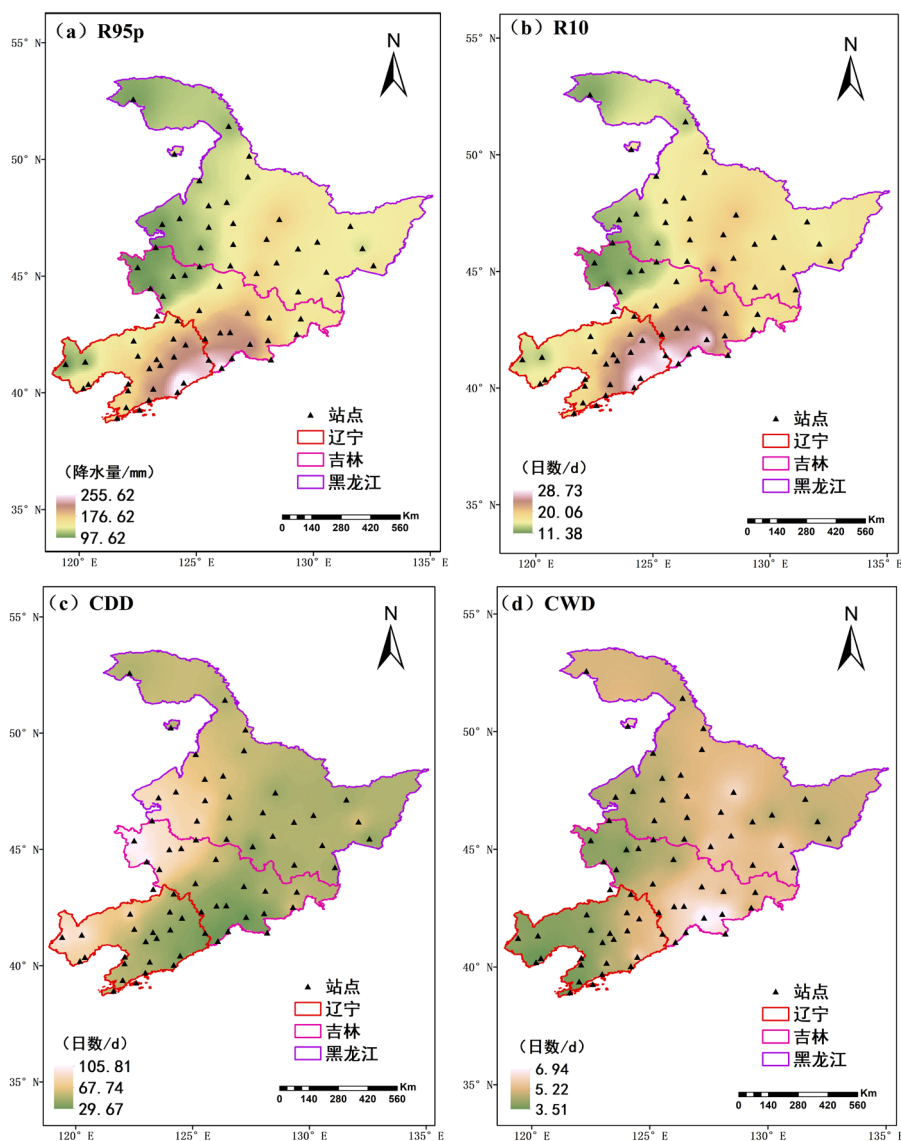 （a）R95p
N
55° N
50° N
45° N
40° N
35° N
站点
辽宁
吉林
黑龙江
（降水量/mm）
255.62
176.62
97.62
Km
0 140 280 420 560
120° E 125° E 130° E 135° E
（b）R10
N
55° N
50° N
45° N
40° N
35° N
站点
辽宁
吉林
黑龙江
（日数/d）
28.73
20.06
11.38
Km
0 140 280 420 560
120° E 125° E 130° E 135° E
（c）CDD
N
55° N
50° N
45° N
40° N
35° N
站点
辽宁
吉林
黑龙江
（日数/d）
105.81
67.74
29.67
Km
0 140 280 420 560
120° E 125° E 130° E 135° E
（d）CWD
N
55° N
50° N
45° N
40° N
35° N
站点
辽宁
吉林
黑龙江
（日数/d）
6.94
5.22
3.51
Km
0 140 280 420 560
120° E 125° E 130° E 135° E